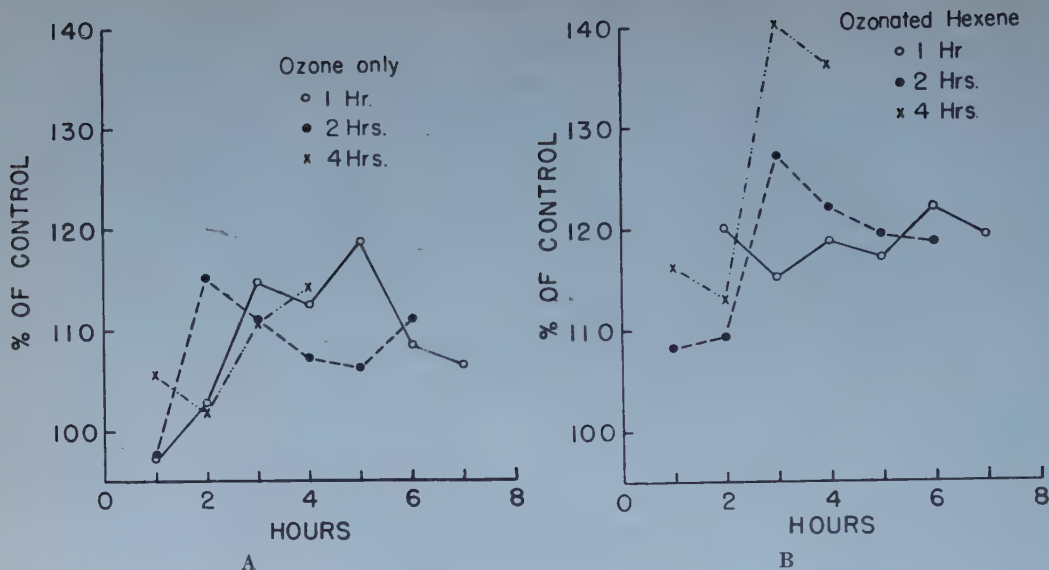 Ozone only
1 Hr.
2 Hrs.
4 Hrs.
% OF CONTROL
140
130
120
110
100
0
2
4
6
8
HOURS
A
Ozonated Hexene
1 Hr
2 Hrs.
4 Hrs.
% OF CONTROL
140
130
120
110
100
0
2
4
6
8
HOURS
B